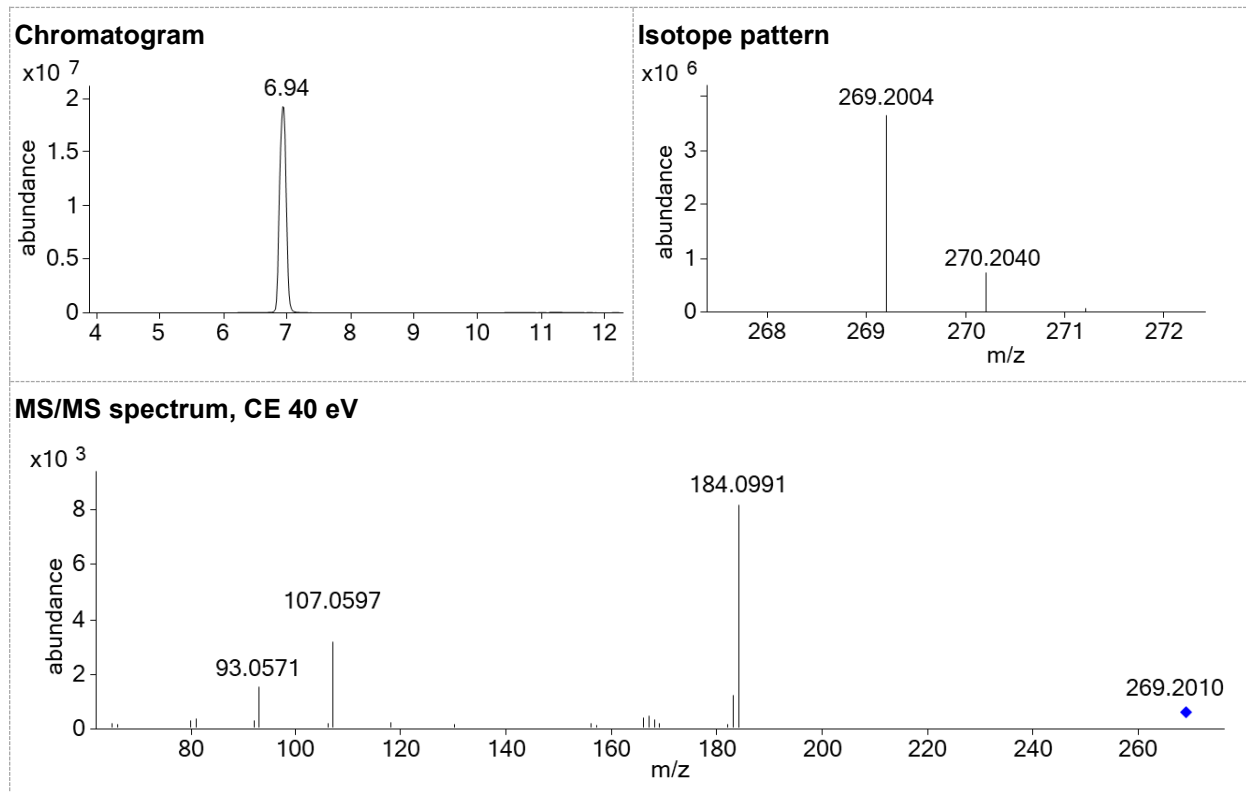 Chromatogram
x10 7
6.94
2
1.5
1
0.5
0
abundance
4 5 6 7 8 9 10 11 12
Isotope pattern
x10 6
269.2004
270.2040
3
2
1
0
abundance
268 269 270 271 272
m/z
MS/MS spectrum, CE 40 eV
x10 3
184.0991
107.0597
93.0571
269.2010
8
6
4
2
0
abundance
80 100 120 140 160 180 200 220 240 260
m/z